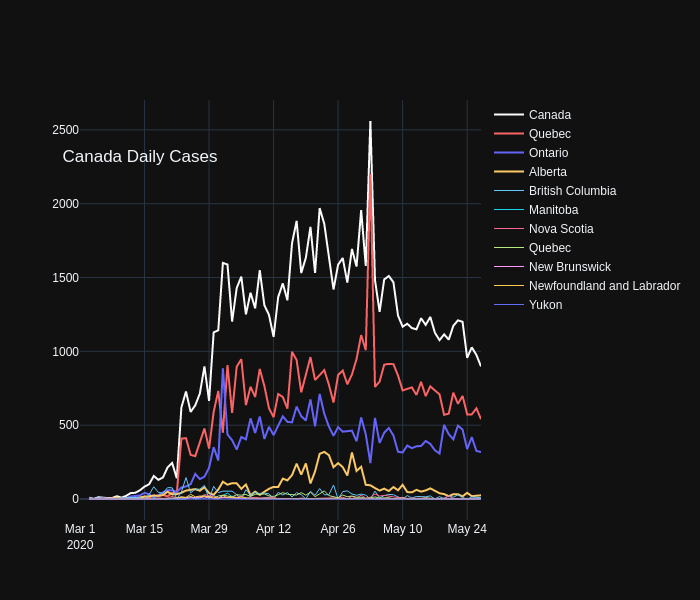 Canada Daily Cases
2500
2000
1500
1000
500
0
Mar 1
2020
Mar 15
Mar 29
Apr 12
Apr 26
May 10
May 24
Canada
Quebec
Ontario
Alberta
British Columbia
Manitoba
Nova Scotia
Quebec
New Brunswick
Newfoundland and Labrador
Yukon